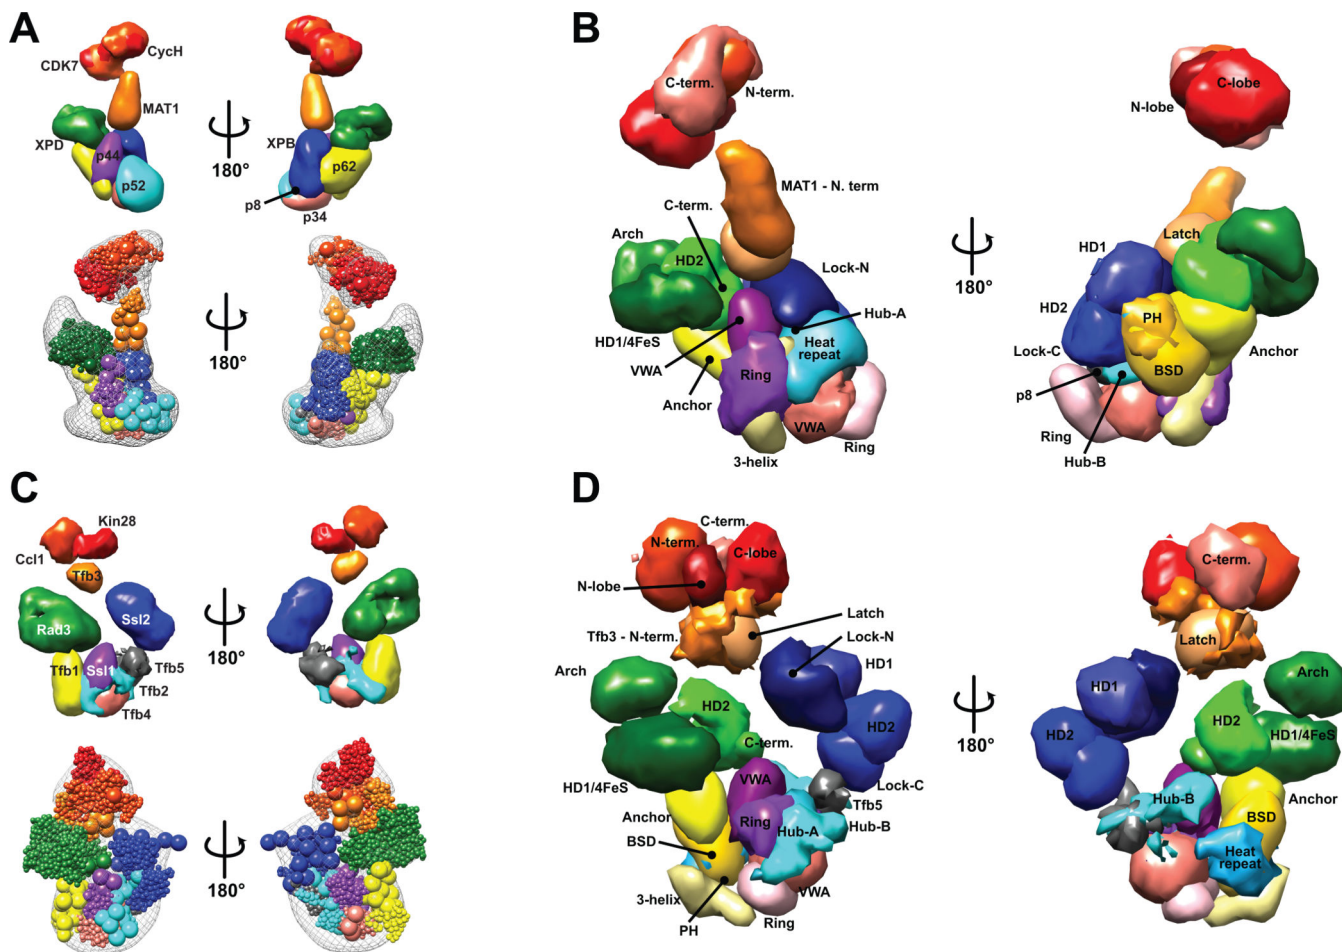 A
CycH
CDK7
MAT1
XPD
p44
p52
180°
XPB
p62
p8
p34
180°
B
C-term.
N-term.
MAT1 - N. term
C-term.
Arch
HD2
Lock-N
Hub-A
HD1/4FeS
Heat
repeat
VWA
Ring
Anchor
VWA
Ring
3-helix
180°
C-lobe
N-lobe
Latch
HD1
HD2
PH
Lock-C
Anchor
BSD
p8
Ring
Hub-B
C
Kin28
Ccl1
Tfb3
Rad3
Ssl2
Tfb1
Ssl1
Tfb5
Tfb2
Tfb4
180°
180°
D
C-term.
N-term.
C-lobe
N-lobe
Latch
Tfb3 - N-term.
Lock-N
Arch
HD1
HD2
HD2
C-term.
HD1/4FeS
VWA
Lock-C
Tfb5
Anchor
Ring
Hub-A
Hub-B
BSD
VWA
3-helix
Ring
PH
180°
C-term.
Latch
HD1
Arch
HD2
HD2
HD1/4FeS
Hub-B
Anchor
BSD
Heat
repeat